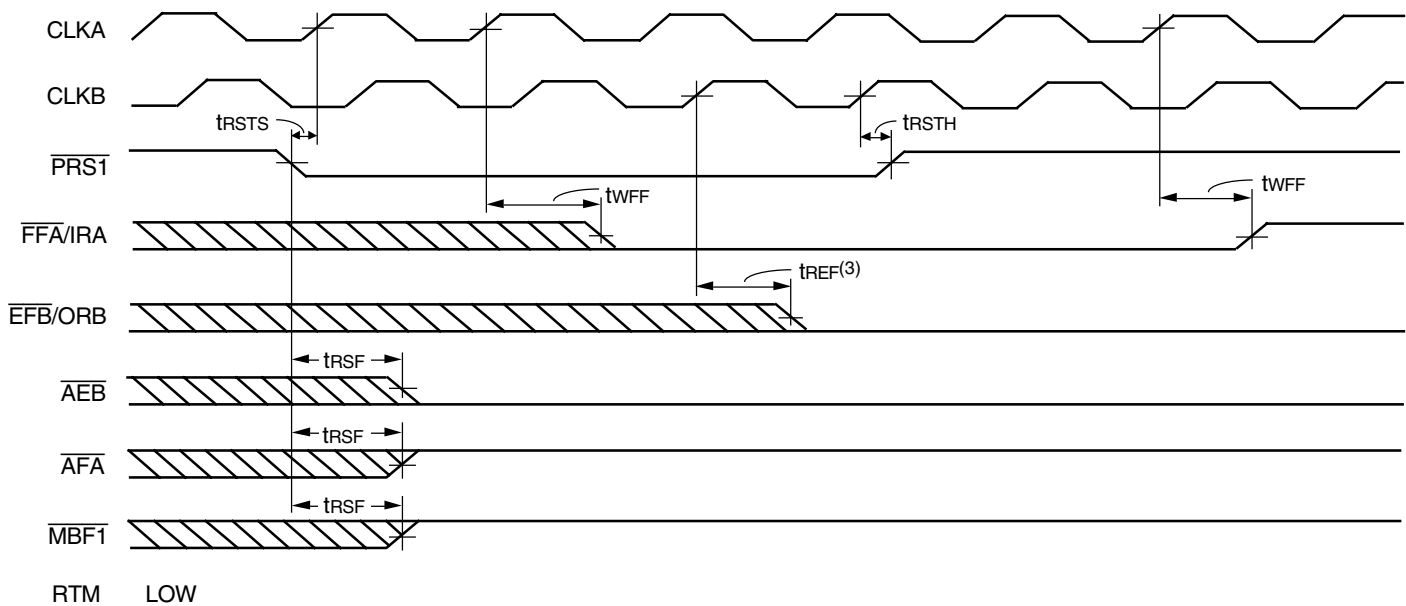 CLKA
CLKB
tRSTS
tRSTH
PRS1
tWFF
tWFF
FFA/IRA
tREF(3)
EFB/ORB
tRSF
AEB
tRSF
AFA
tRSF
MBF1
RTM LOW